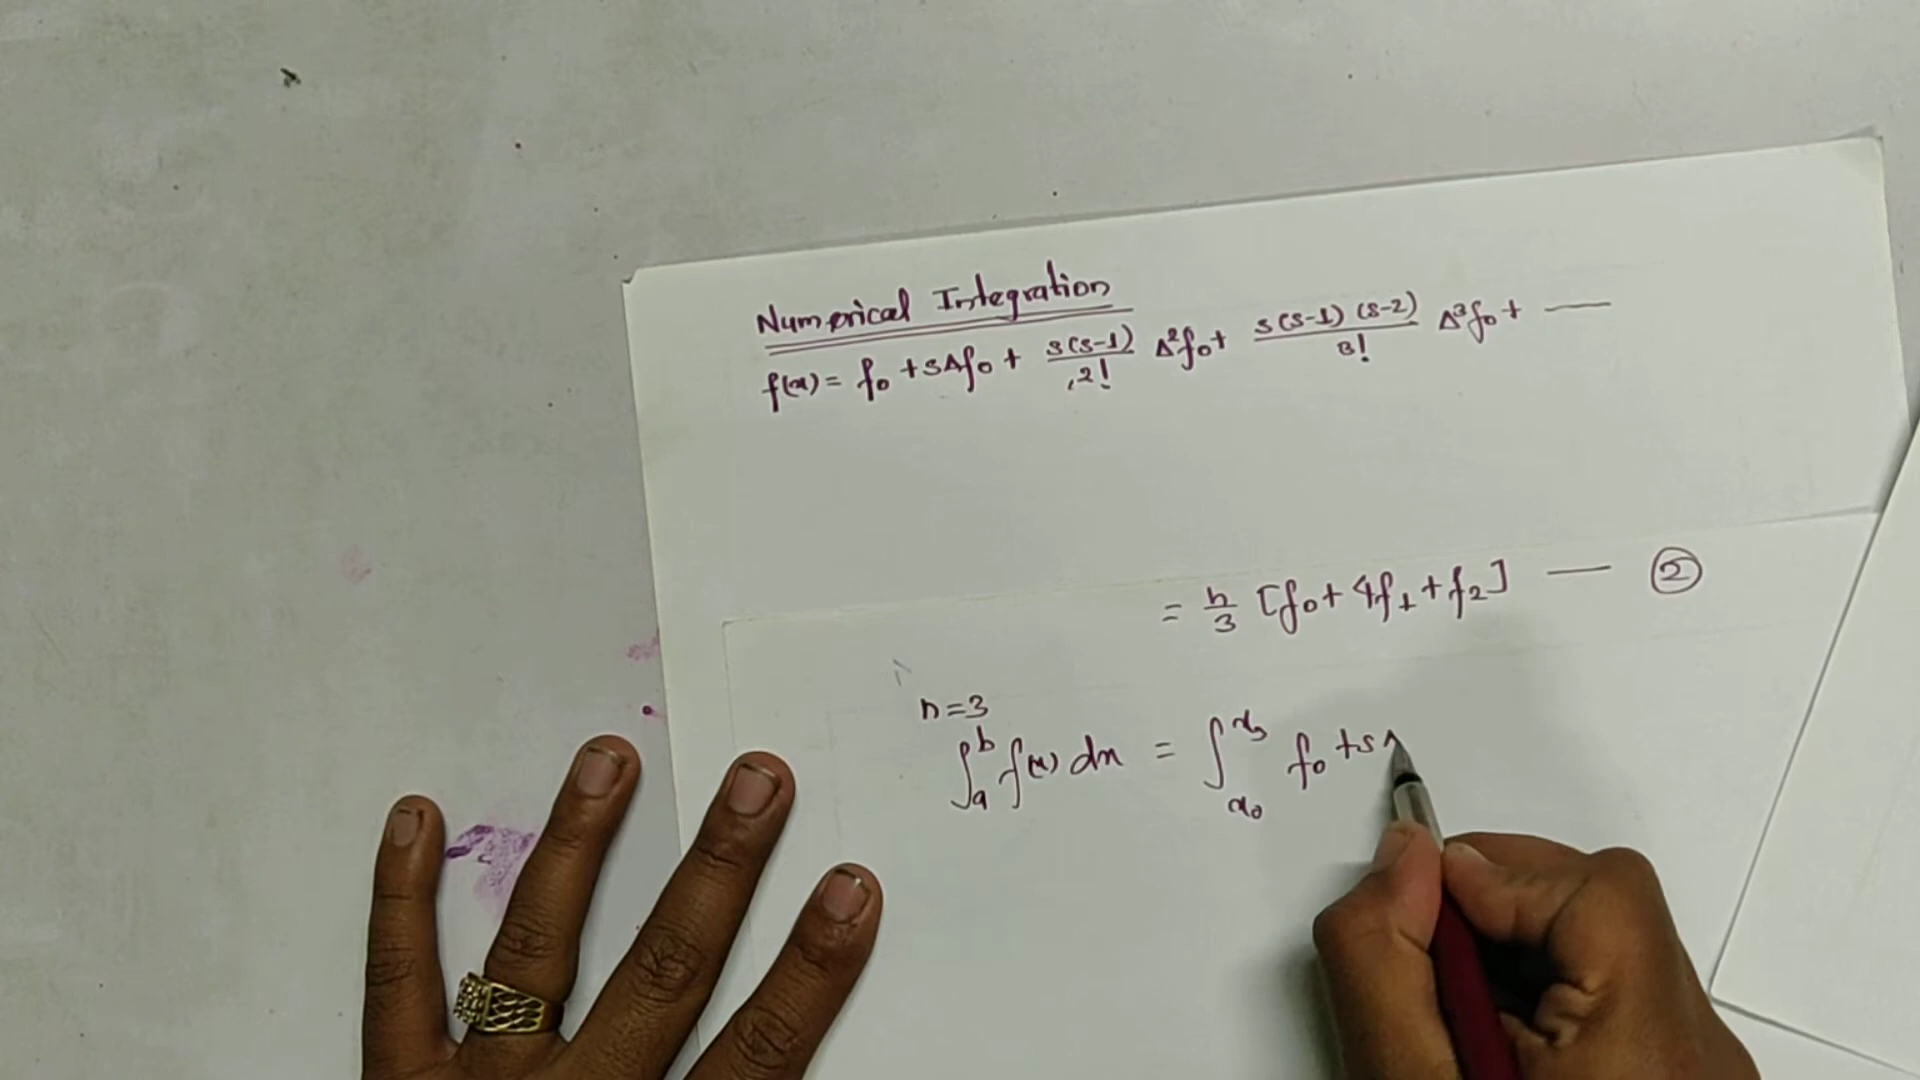 Numerical Integration
f(x) = f₀ + sΔf₀ + s(s-1)/2! Δ²f₀ + s(s-1)(s-2)/3! Δ³f₀ + —
= h/3 [f₀ + 4f₁ + f₂] — ②
n=3
∫ₐᵇ f(x) dx = ∫ₓ₀ˣ³ f₀ + sΔ